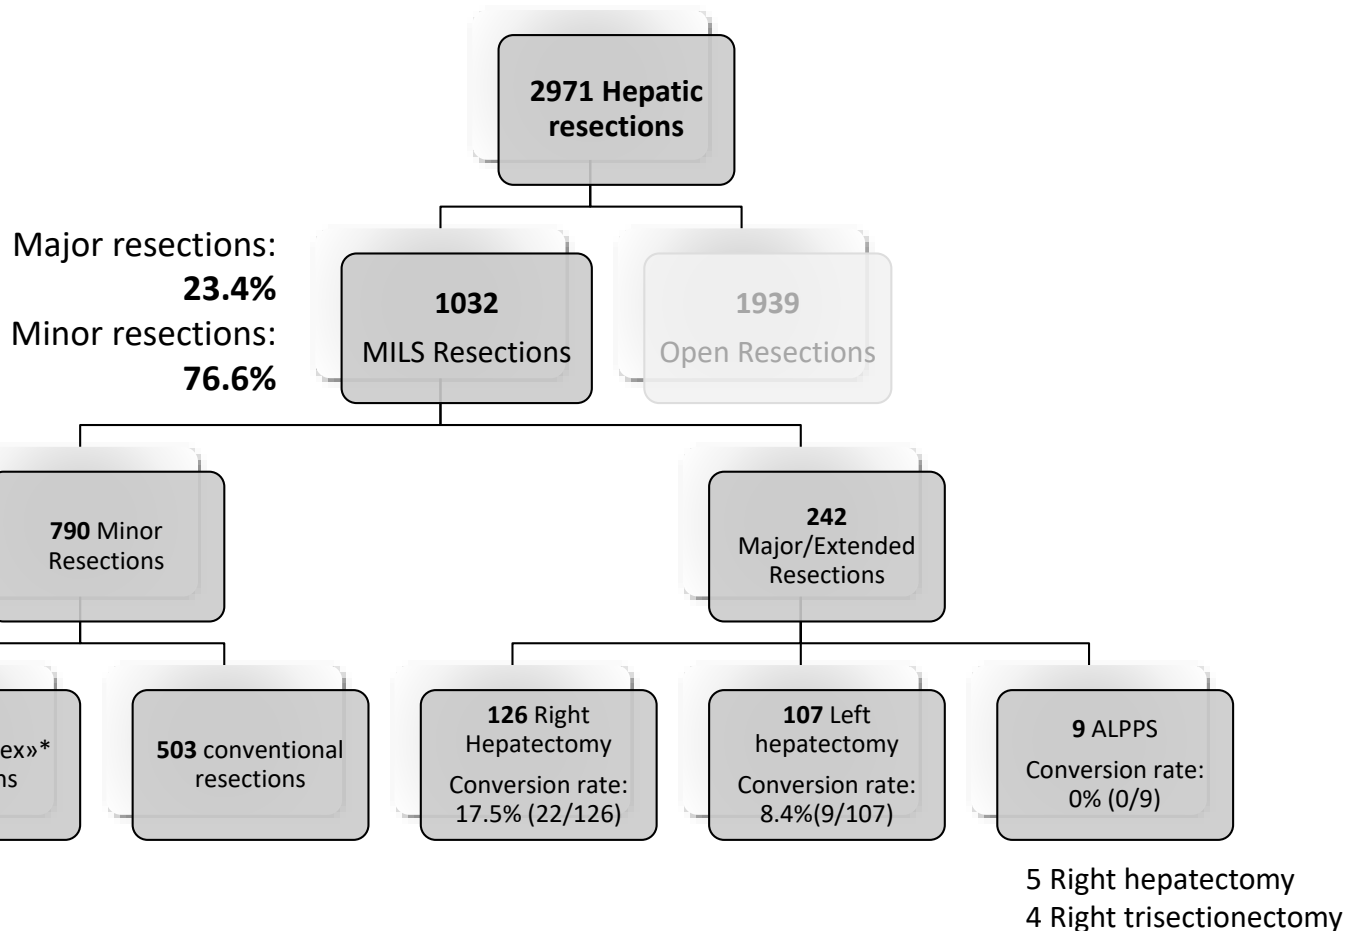 2971 Hepatic
resections
Major resections:
23.4%
Minor resections:
76.6%
1032
MILS Resections
1939
Open Resections
790 Minor
Resections
242
Major/Extended
Resections
ex»*
ns
503 conventional
resections
126 Right
Hepatectomy
Conversion rate:
17.5% (22/126)
107 Left
hepatectomy
Conversion rate:
8.4%(9/107)
9 ALPPS
Conversion rate:
0% (0/9)
5 Right hepatectomy
4 Right trisectionectomy